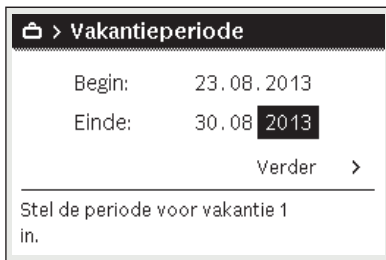 > Vakantieperiode
Begin: 23.08.2013
Einde: 30.08 2013
Verder >
Stel de periode voor vakantie 1
in.